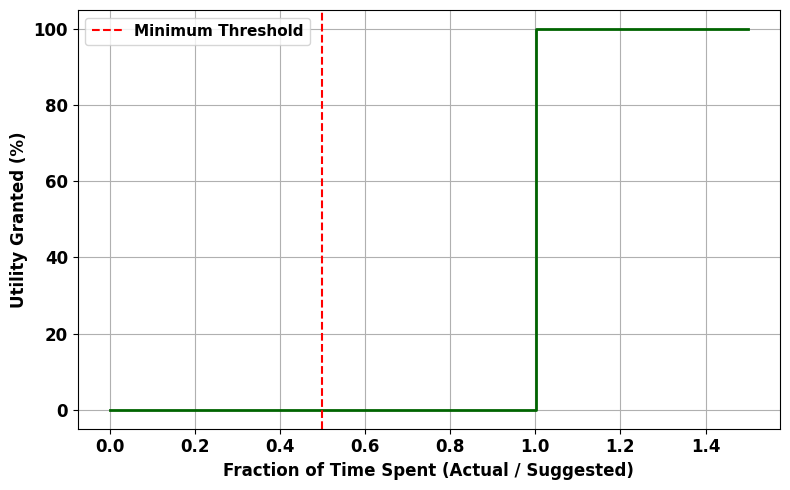 Minimum Threshold
Utility Granted (%)
100
80
60
40
20
0
0.0 0.2 0.4 0.6 0.8 1.0 1.2 1.4
Fraction of Time Spent (Actual / Suggested)